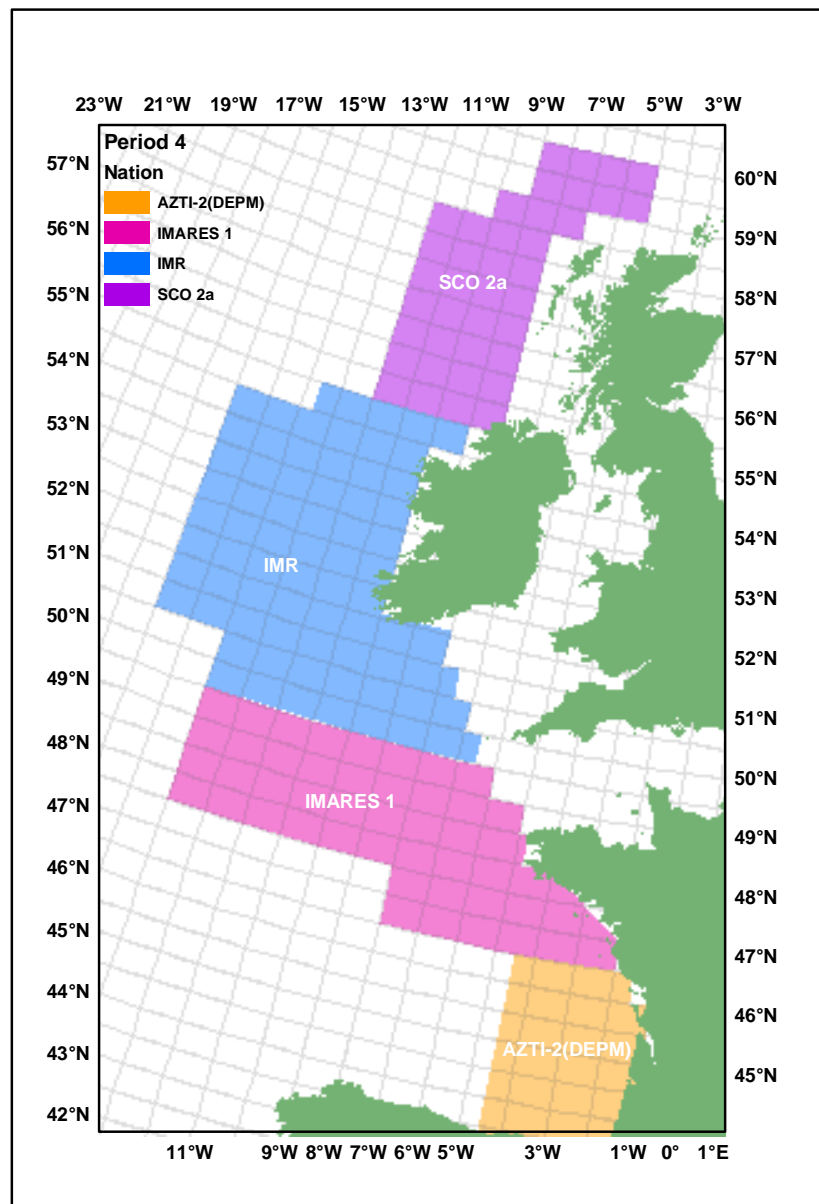 23°W 21°W 19°W 17°W 15°W 13°W 11°W 9°W 7°W 5°W 3°W
Period 4
Nation
AZTI-2(DEPM)
IMARES 1
IMR
SCO 2a
57°N
56°N
55°N
54°N
53°N
52°N
51°N
50°N
49°N
48°N
47°N
46°N
45°N
44°N
43°N
42°N
SCO 2a
IMR
IMARES 1
AZTI-2(DEPM)
60°N
59°N
58°N
57°N
56°N
55°N
54°N
53°N
52°N
51°N
50°N
49°N
48°N
47°N
46°N
45°N
11°W 9°W 8°W 7°W 6°W 5°W 3°W 1°W 0° 1°E